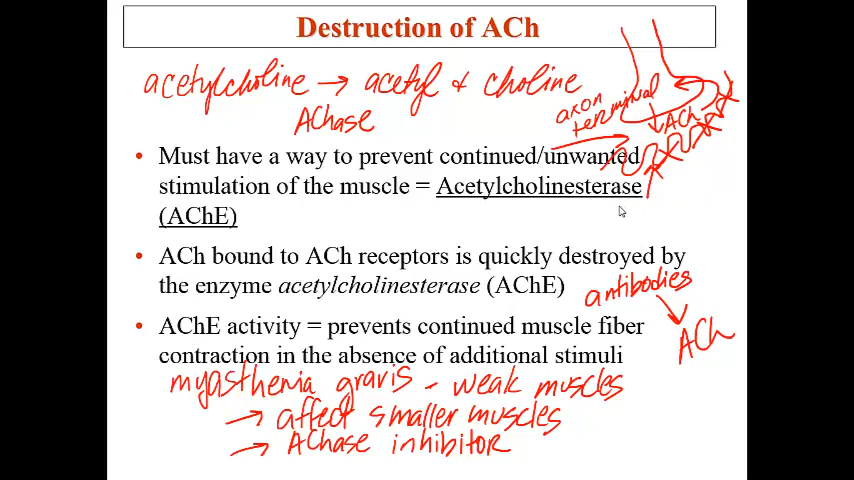 Destruction of ACh
acetylcholine → acetyl + choline
AChase
axon
terminal
ACh
• Must have a way to prevent continued/unwanted
stimulation of the muscle = Acetylcholinesterase
(AChE)
• ACh bound to ACh receptors is quickly destroyed by
the enzyme acetylcholinesterase (AChE)
antibodies
ACh
• AChE activity = prevents continued muscle fiber
contraction in the absence of additional stimuli
myasthenia gravis - weak muscles
→ affect smaller muscles
→ AChase inhibitor